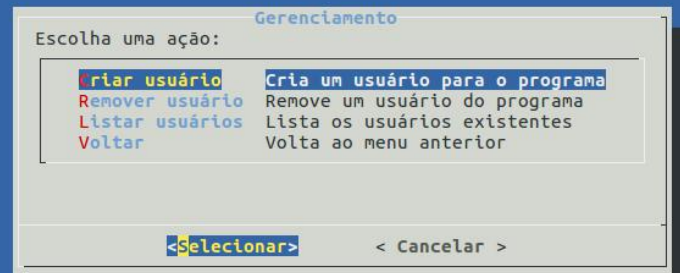 Gerenciamento
Escolha uma ação:
Criar usuário Cria um usuário para o programa
Remover usuário Remove um usuário do programa
Listar usuários Lista os usuários existentes
Voltar Volta ao menu anterior
<Selecionar> < Cancelar >